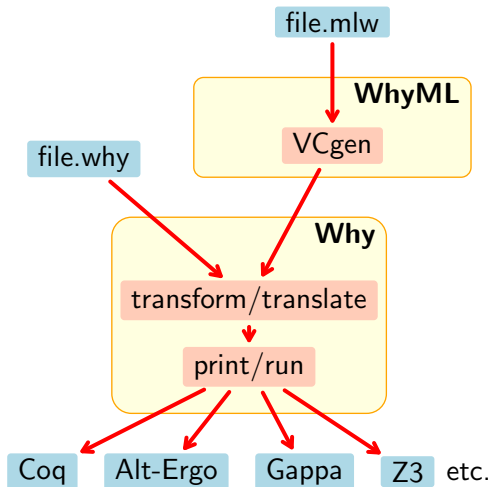 file.mlw
WhyML
VCgen
file.why
Why
transform/translate
print/run
Coq Alt-Ergo Gappa Z3 etc.